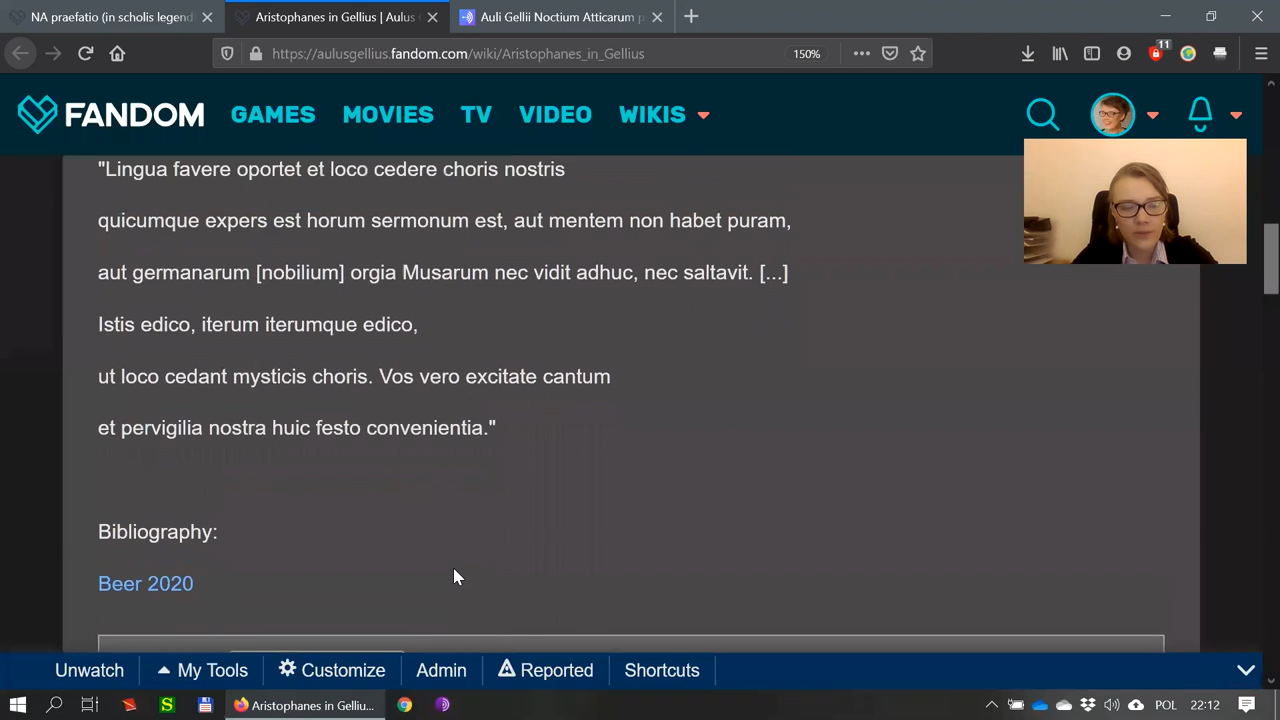 NA praefatio (in scholis legend
Aristophanes in Gellius | Aulus
Auli Gellii Noctium Atticarum p
https://aulusgellius.fandom.com/wiki/Aristophanes_in_Gellius
150%
11
FANDOM
GAMES
MOVIES
TV
VIDEO
WIKIS
"Lingua favere oportet et loco cedere choris nostris
quicumque expers est horum sermonum est, aut mentem non habet puram,
aut germanarum [nobilium] orgia Musarum nec vidit adhuc, nec saltavit. [...]
Istis edico, iterum iterumque edico,
ut loco cedant mysticis choris. Vos vero excitate cantum
et pervigilia nostra huic festo convenientia."
Bibliography:
Beer 2020
Unwatch
My Tools
Customize
Admin
Reported
Shortcuts
Aristophanes in Gelliu...
POL
22:12